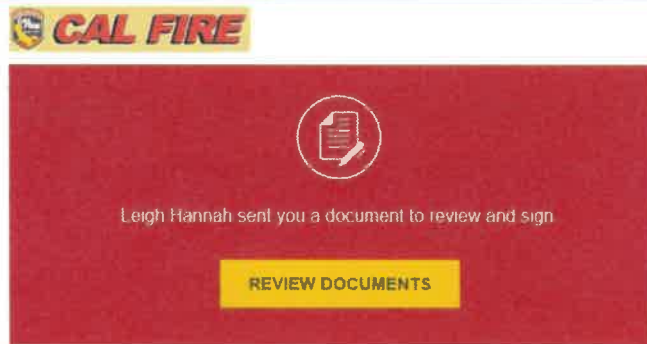 CAL FIRE
Leigh Hannah sent you a document to review and sign
REVIEW DOCUMENTS